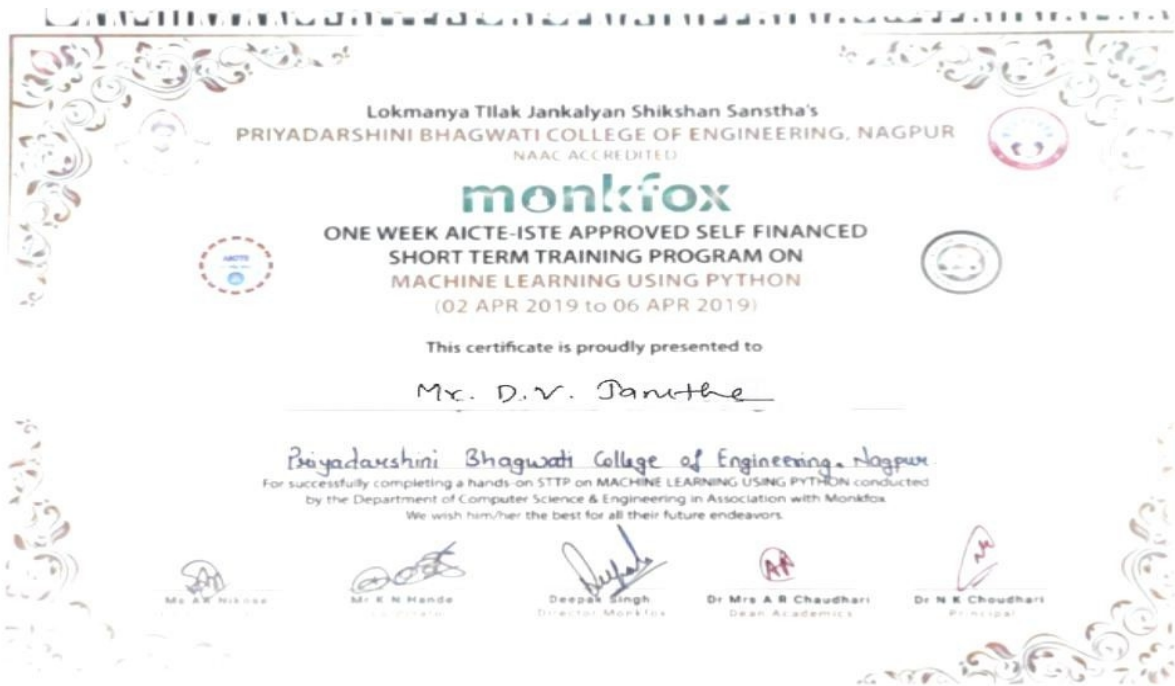 Lokmanya TIlak Jankalyan Shikshan Sanstha's
PRIYADARSHINI BHAGWATI COLLEGE OF ENGINEERING, NAGPUR
NAAC ACCREDITED
monkfox
ONE WEEK AICTE-ISTE APPROVED SELF FINANCED
SHORT TERM TRAINING PROGRAM ON
MACHINE LEARNING USING PYTHON
(02 APR 2019 to 06 APR 2019)
This certificate is proudly presented to
Mr. D.V.
Priyadarshini Bhagwati College of Engineering, Nagpur
For successfully completing a hands-on STTP on MACHINE LEARNING USING PYTHON conducted
by the Department of Computer Science & Engineering in Association with Monkfox
We wish him/her the best for all their future endeavors.
Nikose
Mr K N Hande
Deepak Singh
Director Monkfox
Dr Mrs A R Chaudhari
Dean Academics
Dr N K Choudhari
Principal